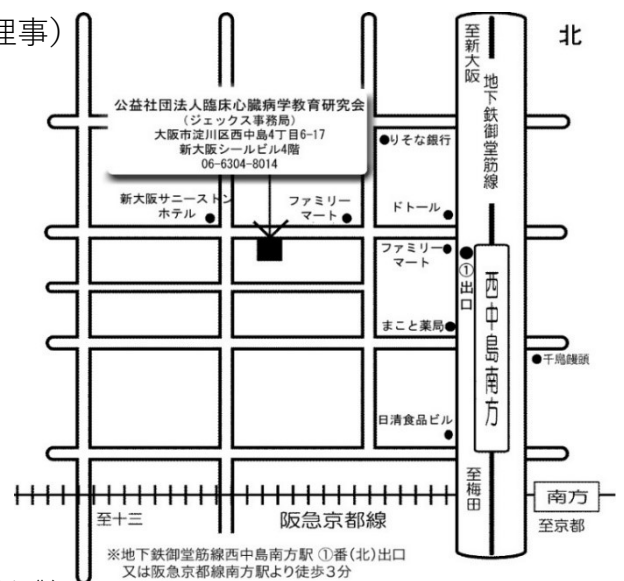 理事)
北
至新大阪
地下鉄御堂筋線
公益社団法人臨床心臓病学教育研究会
(ジェックス事務局)
大阪市淀川区西中島4丁目6-17
新大阪シールビル4階
06-6304-8014
●りそな銀行
新大阪サニーストン
ホテル
ファミリー
マート
ドトール
ファミリー
マート
①出口
西中島南方
まこと薬局
千鳥饅頭
日清食品ビル
至梅田
南方
至十三
阪急京都線
至京都
※地下鉄御堂筋線西中島南方駅 ①番(北)出口
又は阪急京都線南方駅より徒歩3分